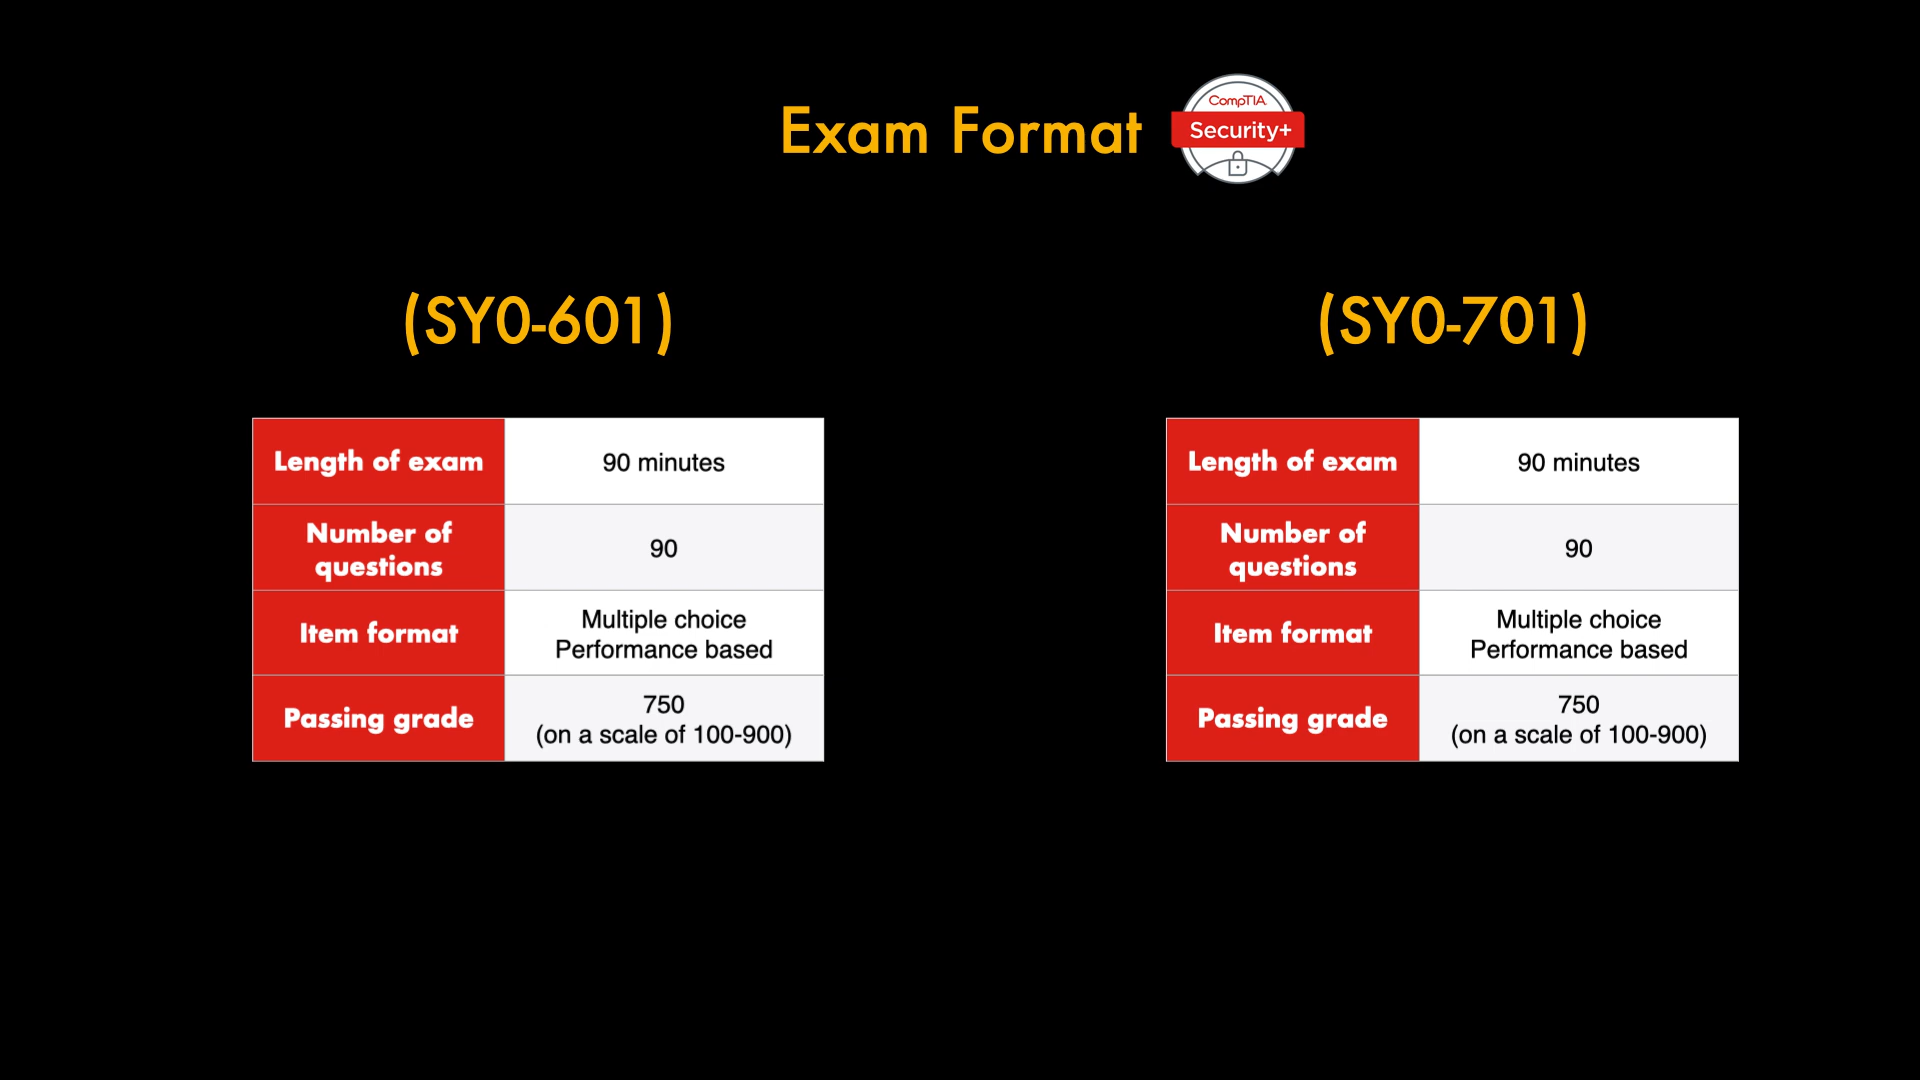 Exam Format
CompTIA.
Security+
(SY0-601)
Length of exam
90 minutes
Number of
questions
90
Item format
Multiple choice
Performance based
Passing grade
750
(on a scale of 100-900)
(SY0-701)
Length of exam
90 minutes
Number of
questions
90
Item format
Multiple choice
Performance based
Passing grade
750
(on a scale of 100-900)